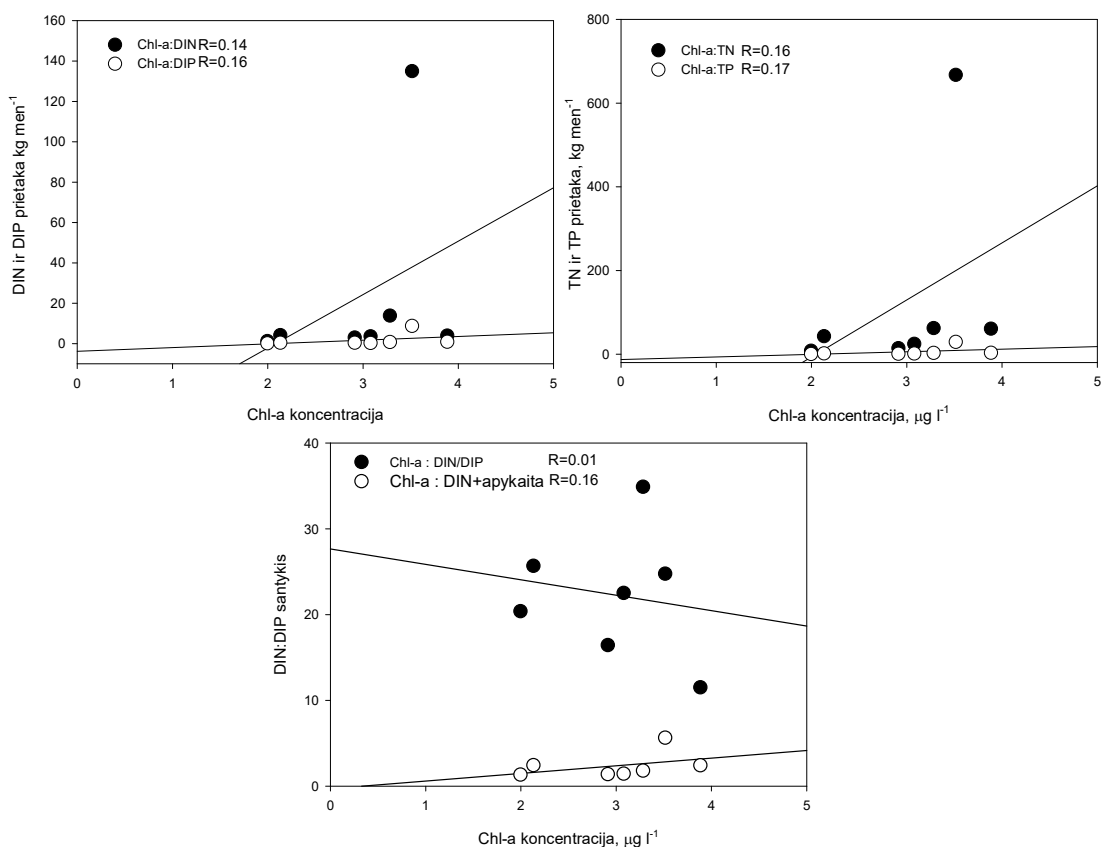 160
140
120
100
80
60
40
20
0
DIN ir DIP prietaka kg men⁻¹
Chl-a:DIN R=0.14
Chl-a:DIP R=0.16
0 1 2 3 4 5
Chl-a koncentracija
800
600
400
200
0
TN ir TP prietaka, kg men⁻¹
Chl-a:TN R=0.16
Chl-a:TP R=0.17
0 1 2 3 4 5
Chl-a koncentracija, µg l⁻¹
40
30
20
10
0
DIN:DIP santykis
Chl-a : DIN/DIP R=0.01
Chl-a : DIN+apykaita R=0.16
0 1 2 3 4 5
Chl-a koncentracija, µg l⁻¹